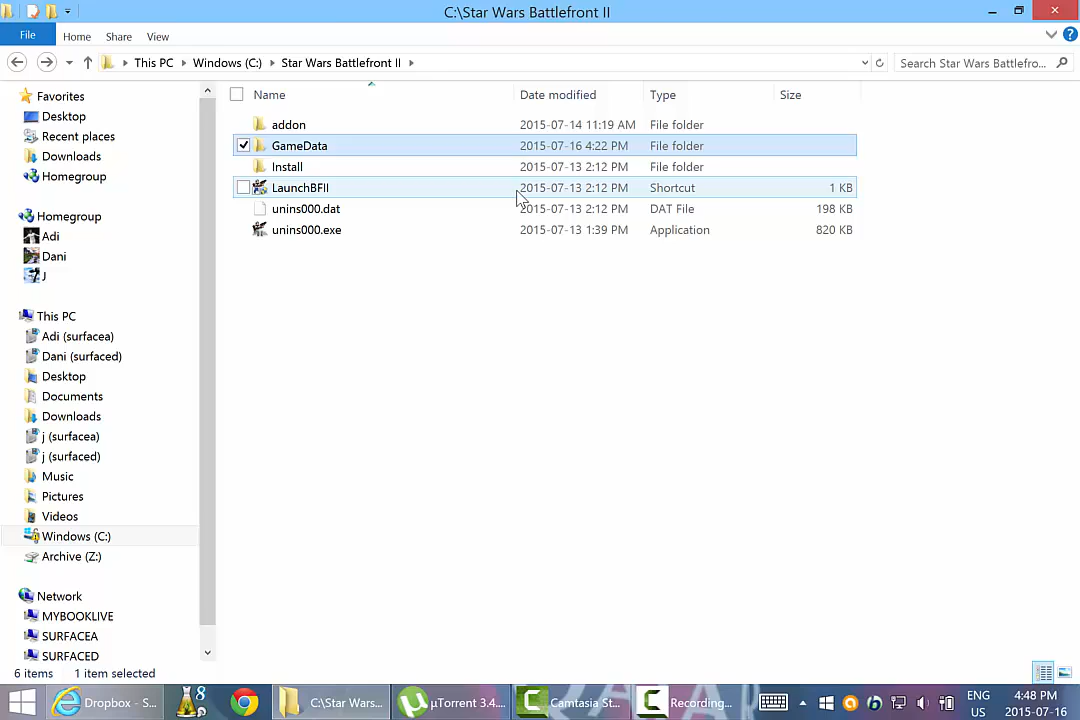 C:\Star Wars Battlefront II
File Home Share View
This PC Windows (C:) Star Wars Battlefront II Search Star Wars Battlefro...
Name Date modified Type Size
addon 2015-07-14 11:19 AM File folder
GameData 2015-07-16 4:22 PM File folder
Install 2015-07-13 2:12 PM File folder
LaunchBFII 2015-07-13 2:12 PM Shortcut 1 KB
unins000.dat 2015-07-13 2:12 PM DAT File 198 KB
unins000.exe 2015-07-13 1:39 PM Application 820 KB
Favorites
Desktop
Recent places
Downloads
Homegroup
Homegroup
Adi
Dani
J
This PC
Adi (surfacea)
Dani (surfaced)
Desktop
Documents
Downloads
j (surfacea)
j (surfaced)
Music
Pictures
Videos
Windows (C:)
Archive (Z:)
Network
MYBOOKLIVE
SURFACEA
SURFACED
6 items 1 item selected
Dropbox - S... 8 C:\Star Wars... µTorrent 3.4.... Camtasia St... Recording... ENG 4:48 PM
US 2015-07-16